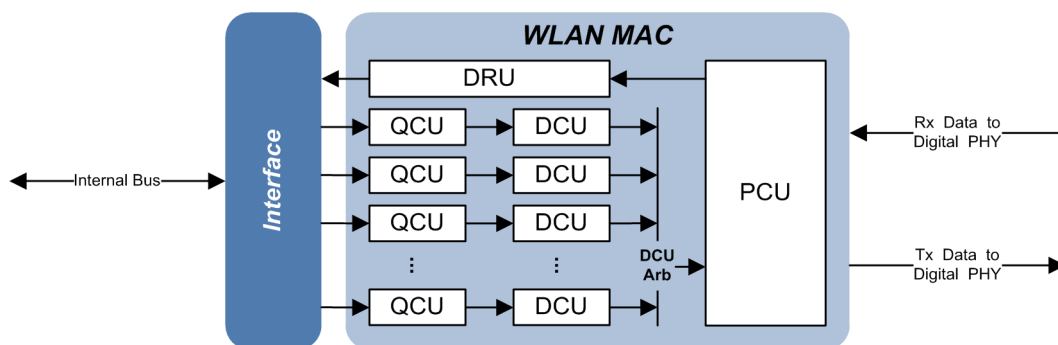 WLAN MAC
DRU
QCU DCU
QCU DCU
QCU DCU
⋮ ⋮
QCU DCU
DCU
Arb
PCU
Interface
Internal Bus
Rx Data to
Digital PHY
Tx Data to
Digital PHY